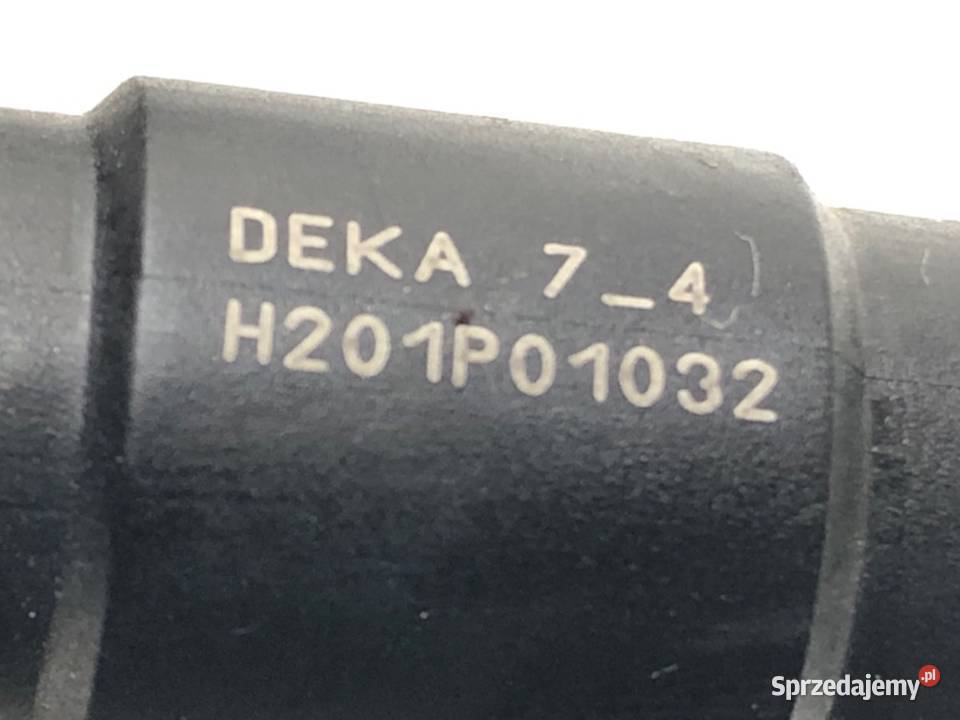 DEKA 7_4
H201P01032
Sprzedajemy.pl